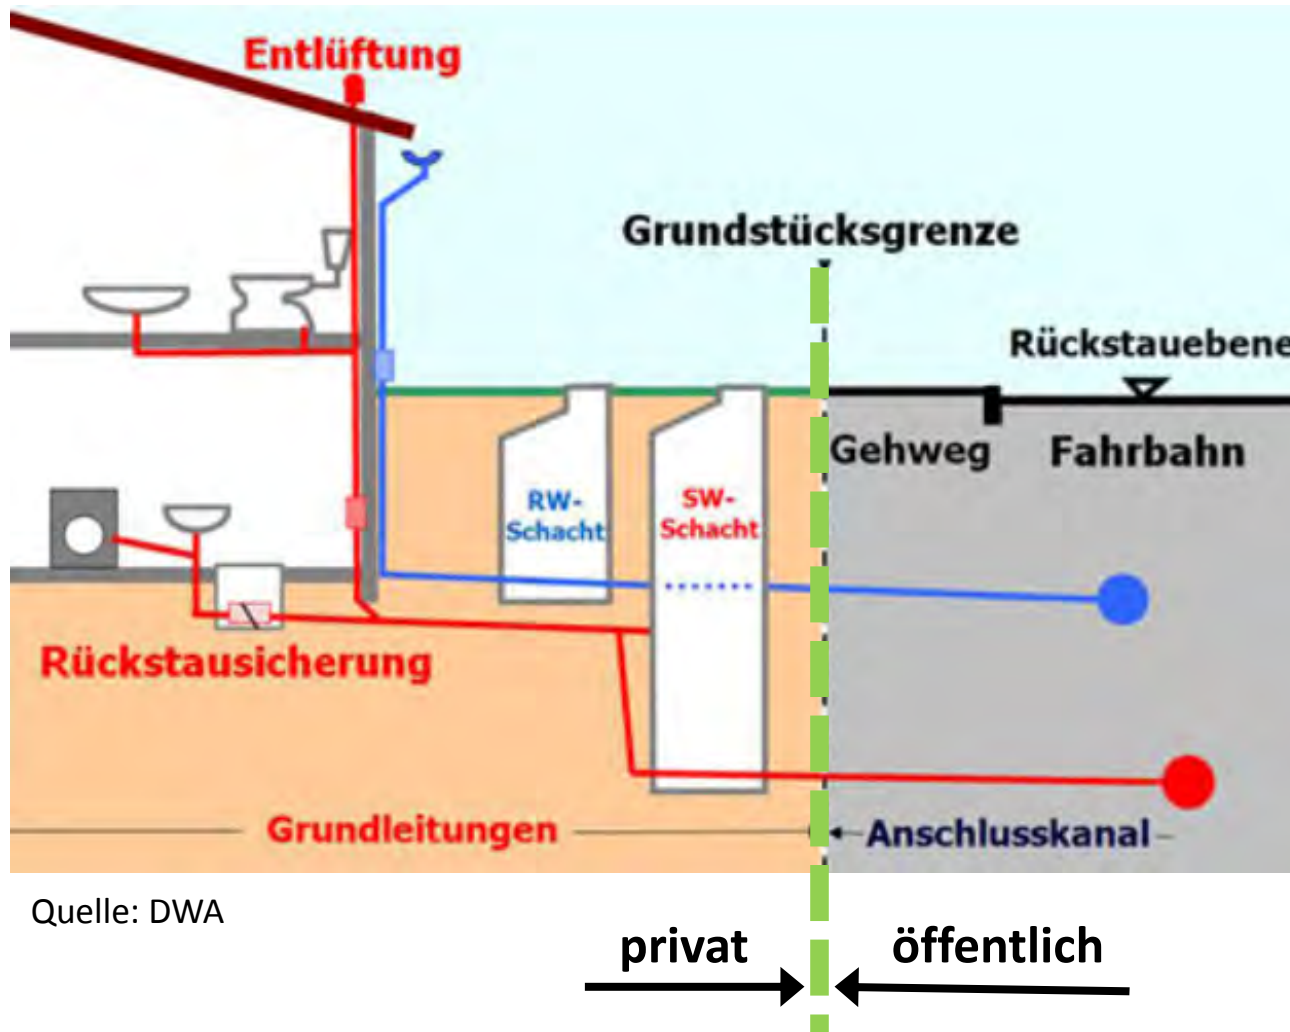 Entlüftung
Grundstücksgrenze
Rückstauebene
Gehweg
Fahrbahn
RW-
Schacht
SW-
Schacht
Rückstausicherung
Grundleitungen
Anschlusskanal
Quelle: DWA
privat
öffentlich